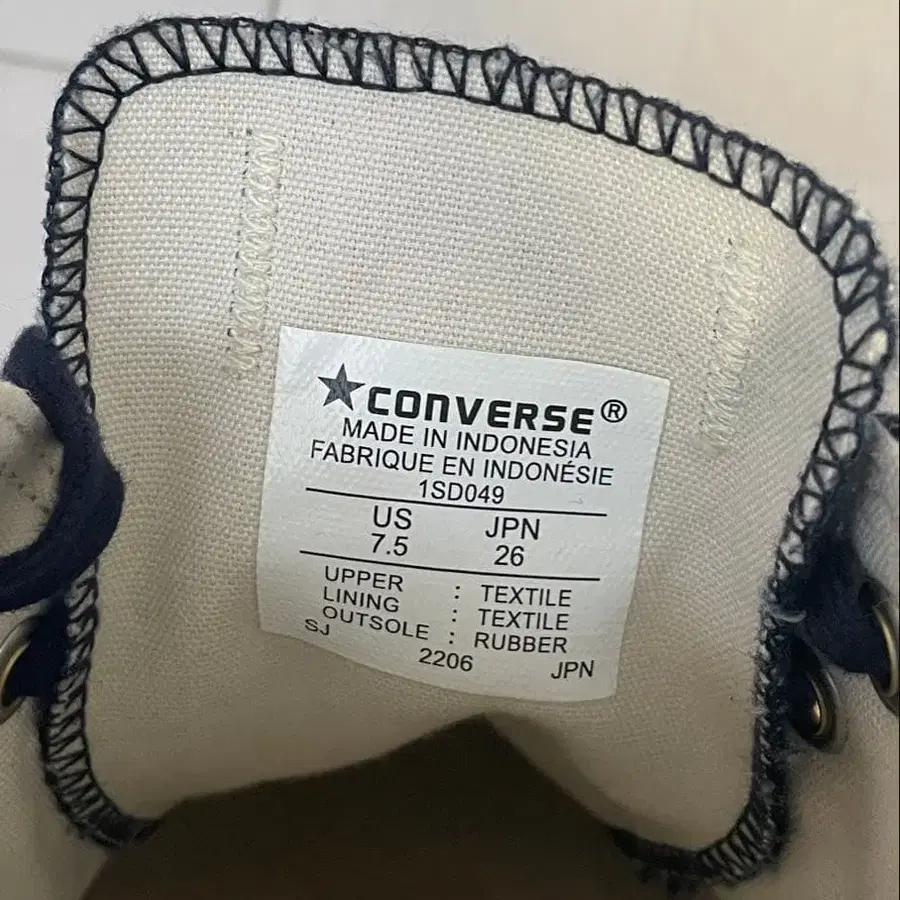 ★CONVERSE®
MADE IN INDONESIA
FABRIQUE EN INDONÉSIE
1SD049
US JPN
7.5 26
UPPER : TEXTILE
LINING : TEXTILE
OUTSOLE : RUBBER
SJ 2206 JPN